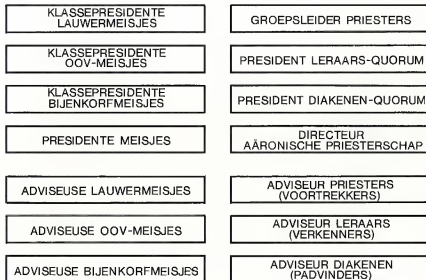 KLASSEPRESIDENTE
LAUWERMEISJES
KLASSEPRESIDENTE
OOV-MEISJES
KLASSEPRESIDENTE
BIJENKORFMEISJES
PRESIDENTE MEISJES
ADVISEUSE LAUWERMEISJES
ADVISEUSE OOV-MEISJES
ADVISEUSE BIJENKORFMEISJES
GROEPSLEIDER PRIESTERS
PRESIDENT LERAARS-QUORUM
PRESIDENT DIAKENEN-QUORUM
DIRECTEUR
AÄRONISCHE PRIESTERSCHAP
ADVISEUR PRIESTERS
(VOORTREKKERS)
ADVISEUR LERAARS
(VERKENNERS)
ADVISEUR DIAKENEN
(PADVINDERS)